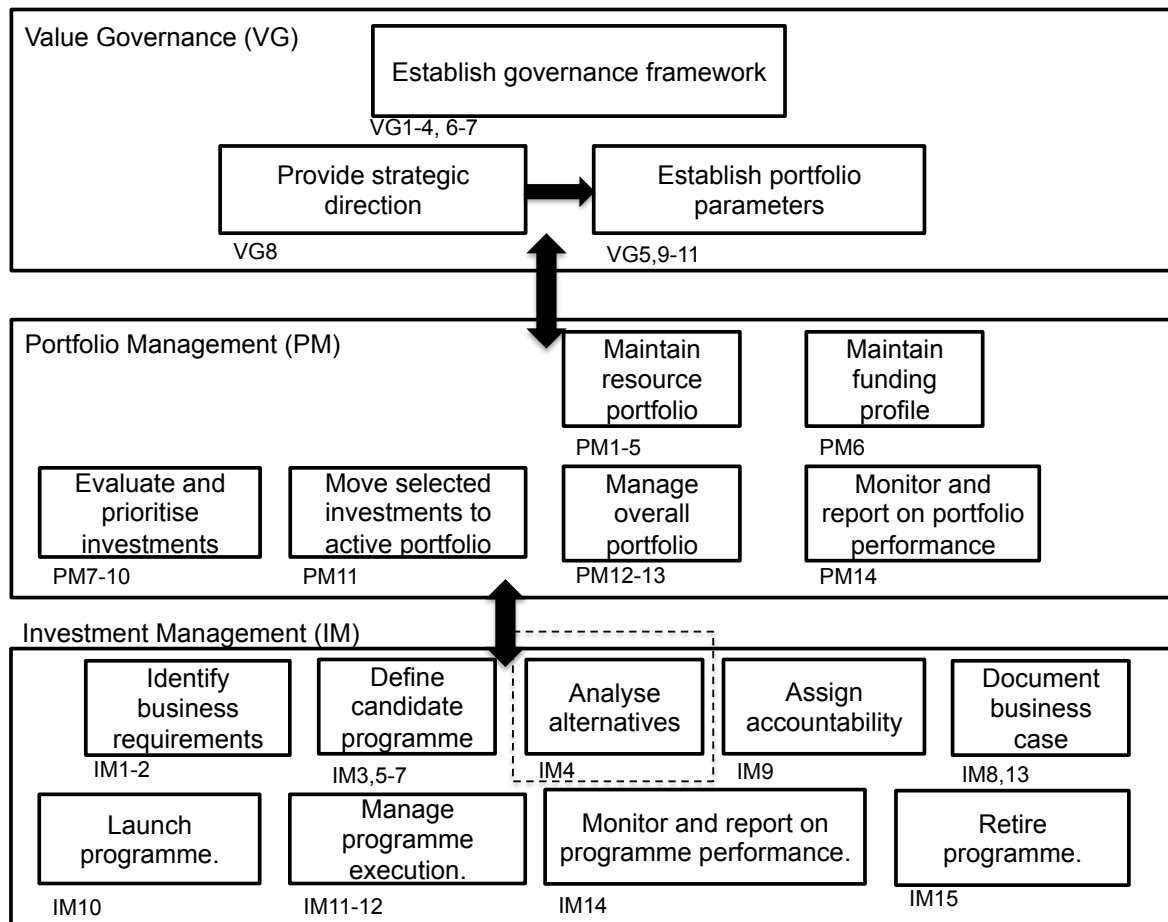 Value Governance (VG)
Establish governance framework
VG1-4, 6-7
Provide strategic
direction
VG8
Establish portfolio
parameters
VG5,9-11
Portfolio Management (PM)
Maintain
resource
portfolio
PM1-5
Maintain
funding
profile
PM6
Evaluate and
prioritise
investments
PM7-10
Move selected
investments to
active portfolio
PM11
Manage
overall
portfolio
PM12-13
Monitor and
report on portfolio
performance
PM14
Investment Management (IM)
Identify
business
requirements
IM1-2
Define
candidate
programme
IM3,5-7
Analyse
alternatives
IM4
Assign
accountability
IM9
Document
business
case
IM8,13
Launch
programme.
IM10
Manage
programme
execution.
IM11-12
Monitor and report on
programme performance.
IM14
Retire
programme.
IM15